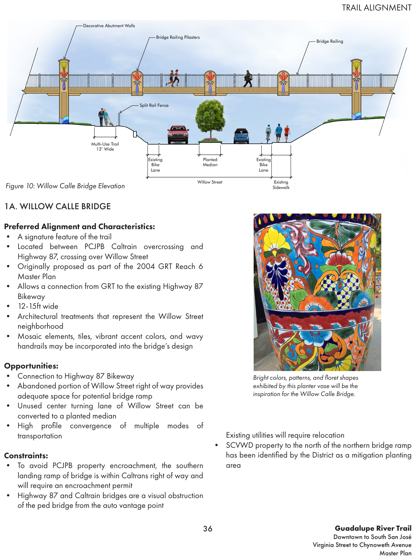 TRAIL ALIGNMENT
Decorative Abutment Walls
Bridge Railing Pilasters
Bridge Railing
Split Rail Fence
Multi-Use Trail
12' Wide
Existing
Bike
Lane
Planted
Median
Existing
Bike
Lane
Willow Street
Existing
Sidewalk
Figure 10: Willow Calle Bridge Elevation
1A. WILLOW CALLE BRIDGE
Preferred Alignment and Characteristics:
• A signature feature of the trail
• Located between PCJPB Caltrain overcrossing and
Highway 87, crossing over Willow Street
• Originally proposed as part of the 2004 GRT Reach 6
Master Plan
• Allows a connection from GRT to the existing Highway 87
Bikeway
• 12-15ft wide
• Architectural treatments that represent the Willow Street
neighborhood
• Mosaic elements, tiles, vibrant accent colors, and wavy
handrails may be incorporated into the bridge's design
Opportunities:
• Connection to Highway 87 Bikeway
• Abandoned portion of Willow Street right of way provides
adequate space for potential bridge ramp
• Unused center turning lane of Willow Street can be
converted to a planted median
• High profile convergence of multiple modes of
transportation
Constraints:
• To avoid PCJPB property encroachment, the southern
landing ramp of bridge is within Caltrans right of way and
will require an encroachment permit
• Highway 87 and Caltrain bridges are a visual obstruction
of the ped bridge from the auto vantage point
Bright colors, patterns, and floret shapes
exhibited by this planter vase will be the
inspiration for the Willow Calle Bridge.
Existing utilities will require relocation
• SCVWD property to the north of the northern bridge ramp
has been identified by the District as a mitigation planting
area
36
Guadalupe River Trail
Downtown to South San José
Virginia Street to Chynoweth Avenue
Master Plan